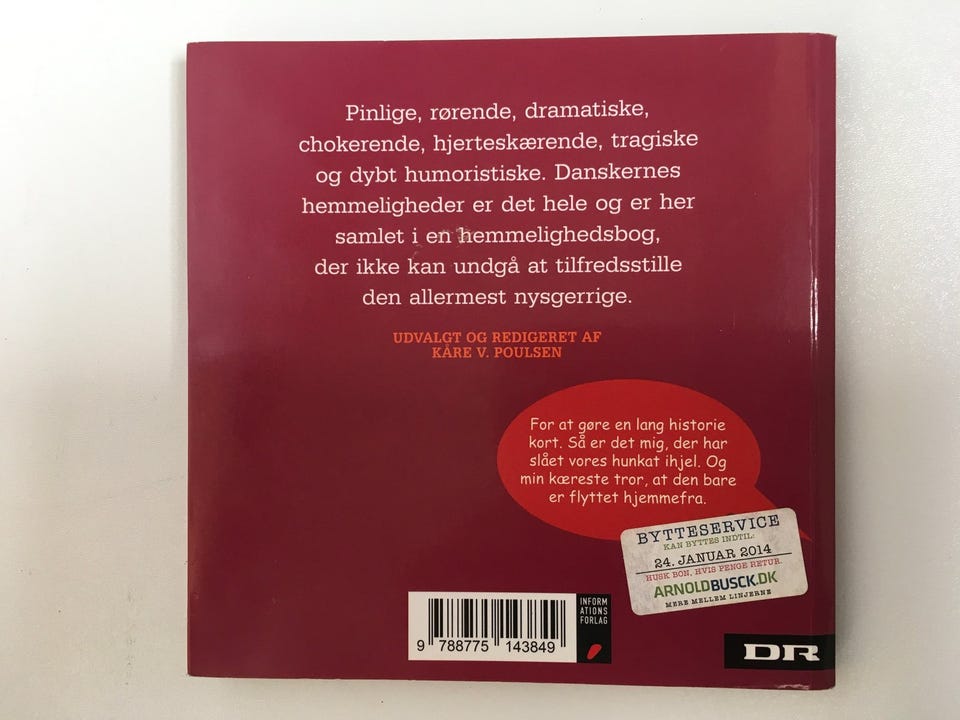 Pinlige, rørende, dramatiske,
chokerende, hjerteskærende, tragiske
og dybt humoristiske. Danskernes
hemmeligheder er det hele og er her
samlet i en hemmelighedsbog,
der ikke kan undgå at tilfredsstille
den allermest nysgerrige.
UDVALGT OG REDIGERET AF
KÅRE V. POULSEN
For at gøre en lang historie
kort. Så er det mig, der har
slået vores hunkat ihjel. Og
min kæreste tror, at den bare
er flyttet hjemmefra.
BYTTESERVICE
KAN BYTTES INDTIL:
24. JANUAR 2014
HUSK BON, HVIS PENGE RETUR.
ARNOLDBUSCK.DK
MERE MELLEM LINJERNE
INFORM
ATIONS
FORLAG
9 788775 143849
DR